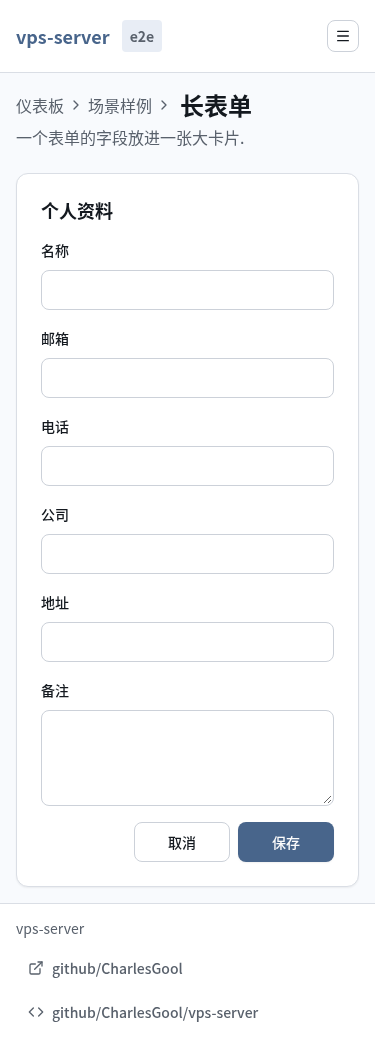 vps-server e2e
仪表板 > 场景样例 > 长表单
一个表单的字段放进一张大卡片.
个人资料
名称
邮箱
电话
公司
地址
备注
取消 保存
vps-server
github/CharlesGool
github/CharlesGool/vps-server